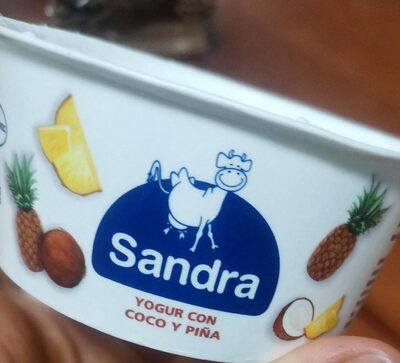 Sandra
YOGUR CON
COCO Y PIÑA